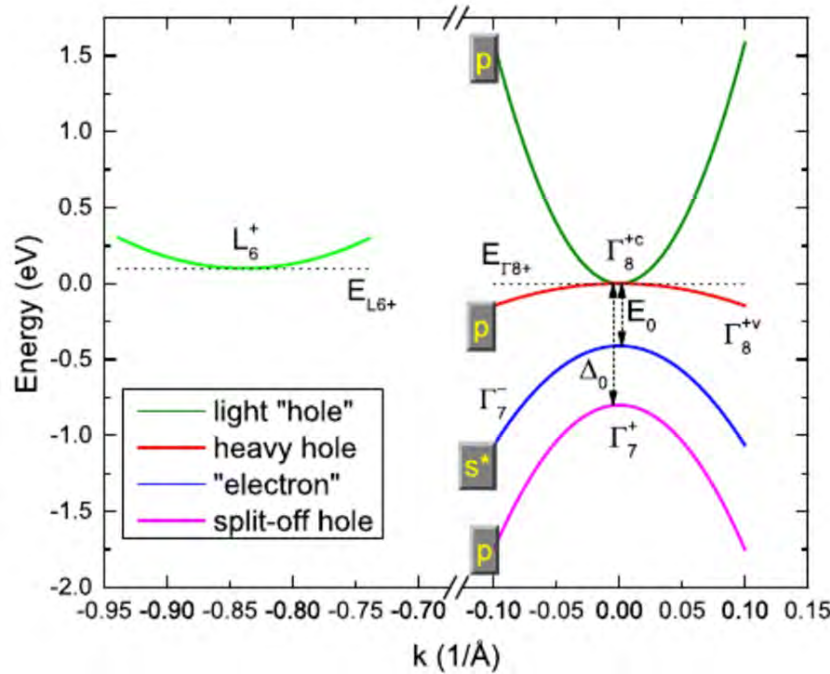 1.5
1.0
0.5
0.0
-0.5
-1.0
-1.5
-2.0
Energy (eV)
-0.95 -0.90 -0.85 -0.80 -0.75 -0.70 -0.10 -0.05 0.00 0.05 0.10 0.15
k (1/Å)
L₆⁺
E_L6+
p
E_Γ8+
Γ₈⁺ᶜ
p
E₀
Γ₈⁺ᵛ
Δ₀
Γ₇⁻
s*
Γ₇⁺
p
light "hole"
heavy hole
"electron"
split-off hole